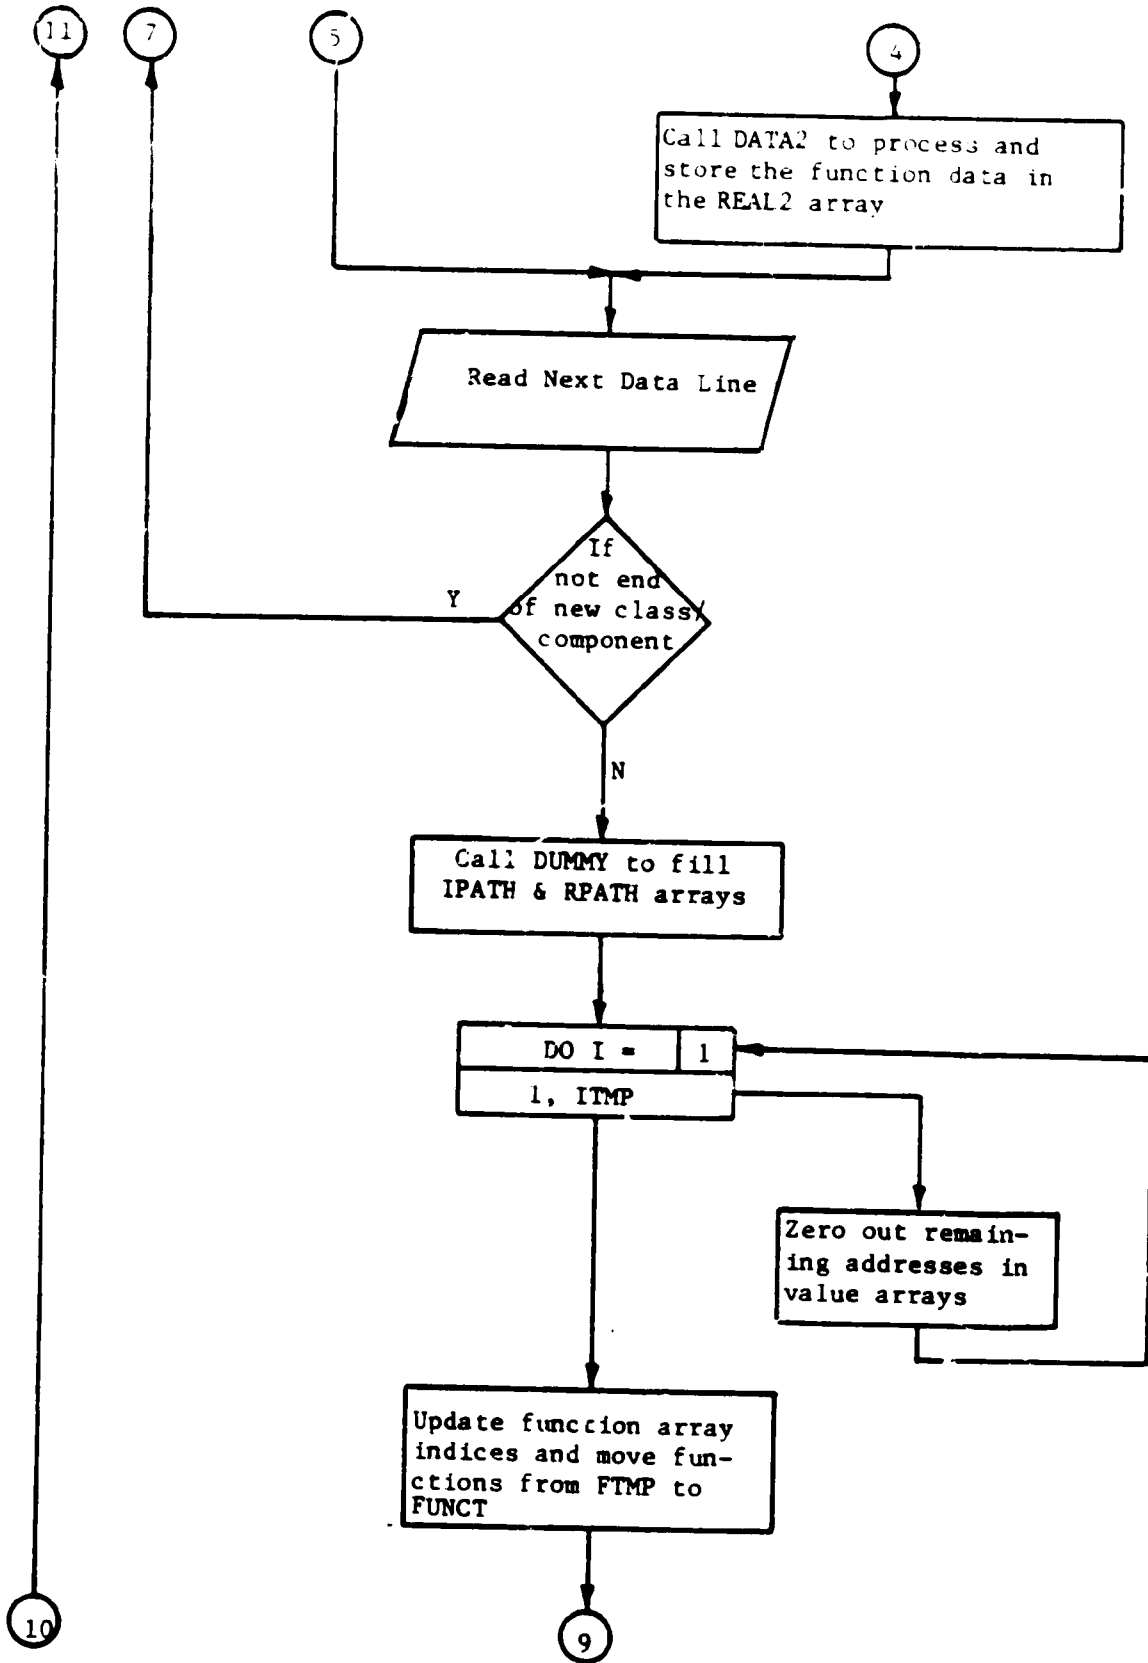 11
7
5
4
Call DATA2 to process and
store the function data in
the REAL2 array
Read Next Data Line
If
not end
of new class/
component
Y
N
Call DUMMY to fill
IPATH & RPATH arrays
DO I =
1
1, ITMP
Zero out remain-
ing addresses in
value arrays
Update function array
indices and move fun-
ctions from FTMP to
FUNCT
10
9